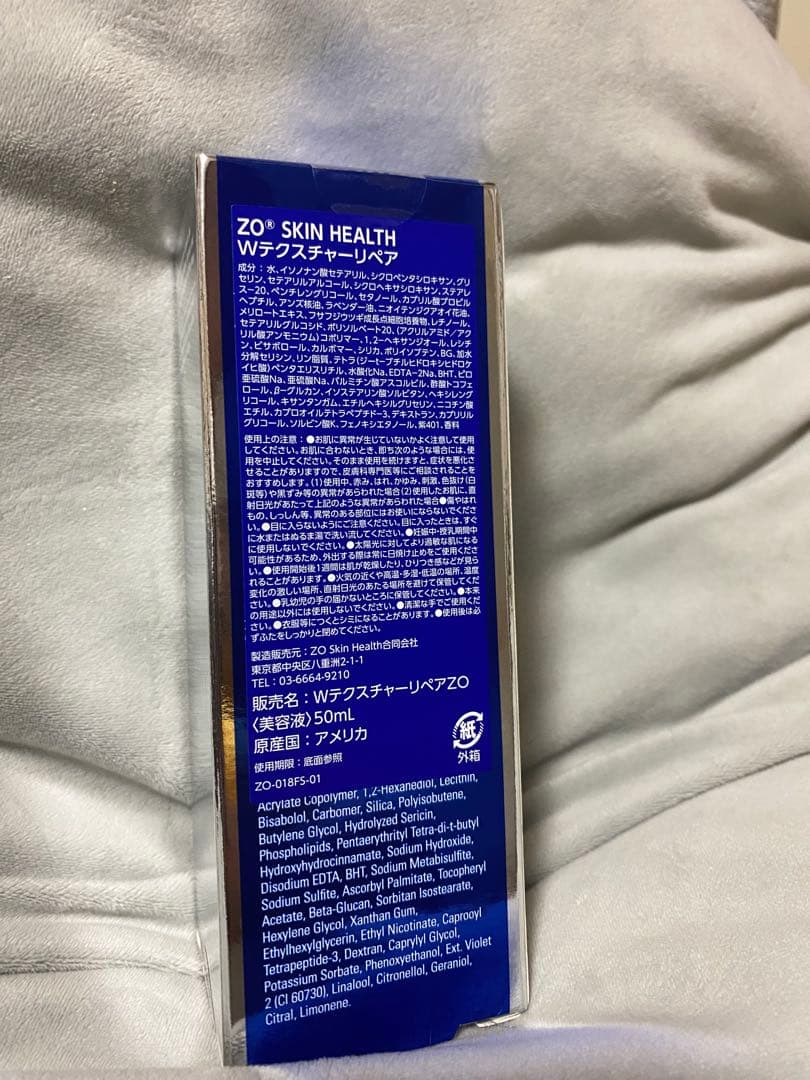 ZO® SKIN HEALTH
Wテクスチャーリペア
成分：水、イソノナン酸セテアリル、シクロペンタシロキサン、グリ
セリン、セテアリルアルコール、シクロヘキサシロキサン、ステアレ
ス－20、ペンチレングリコール、セタノール、カプリル酸プロピル
ヘプチル、アンズ核油、ラベンダー油、ニオイテンジクアオイ花油、
メリロートエキス、フサフジウツギ成長点細胞培養物、レチノール、
セテアリルグルコシド、ポリソルベート20、(アクリルアミド／アク
リル酸アンモニウム)コポリマー、1,2－ヘキサンジオール、レシチ
ン、ビサボロール、カルボマー、シリカ、ポリイソブテン、BG、加水
分解セリシン、リン脂質、テトラ(ジーt-ブチルヒドロキシヒドロケ
イヒ酸)ペンタエリスリチル、水酸化Na、EDTA－2Na、BHT、ピロ
亜硫酸Na、亜硫酸Na、パルミチン酸アスコルビル、酢酸トコフェ
ロール、β－グルカン、イソステアリン酸ソルビタン、ヘキシレングリ
コール、キサンタンガム、エチルヘキシルグリセリン、ニコチン酸
エチル、カプロオイルテトラペプチド-3、デキストラン、カプリリル
グリコール、ソルビン酸K、フェノキシエタノール、紫401、香料
使用上の注意：●お肌に異常が生じていないかよく注意して使用
してください。お肌に合わないとき、即ち次のような場合には、使
用を中止してください。そのまま使用を続けますと、症状を悪化さ
せることがありますので、皮膚科専門医等にご相談されることを
おすすめします。(1)使用中、赤み、はれ、かゆみ、刺激、色抜け(白
斑等)や黒ずみ等の異常があらわれた場合(2)使用したお肌に、直
射日光があたって上記のような異常があらわれた場合●傷やはれ
もの、しっしん等、異常のある部位にはお使いにならないでくださ
い。●目に入らないようにご注意ください。目に入ったときは、すぐ
に水またはぬるま湯で洗い流してください。●妊娠中・授乳期間中
に使用しないでください。●太陽光に対してより過敏な肌になる
可能性があるため、外出する際は常に日焼け止めをご使用くださ
い。●使用開始後1週間は肌が乾燥したり、ひりつき感などが見ら
れることがあります。●火気の近くや高温・多湿・低温の場所、温度
変化の激しい場所、直射日光のあたる場所を避けて保管してくだ
さい。●乳幼児の手の届かないところに保管してください。●本来
の用途以外には使用しないでください。●清潔な手でご使用くださ
い。●衣服等につくとシミになることがあります。●使用後は必
ずふたをしっかりと閉めてください。
製造販売元：ZO Skin Health合同会社
東京都中央区八重洲2-1-1
TEL：03-6664-9210
販売名：WテクスチャーリペアZO
〈美容液〉50mL
原産国：アメリカ
使用期限：底面参照
紙
外箱
ZO-018FS-01
Acrylate Copolymer, 1,2-Hexanediol, Lecithin,
Bisabolol, Carbomer, Silica, Polyisobutene,
Butylene Glycol, Hydrolyzed Sericin,
Phospholipids, Pentaerythrityl Tetra-di-t-butyl
Hydroxyhydrocinnamate, Sodium Hydroxide,
Disodium EDTA, BHT, Sodium Metabisulfite,
Sodium Sulfite, Ascorbyl Palmitate, Tocopheryl
Acetate, Beta-Glucan, Sorbitan Isostearate,
Hexylene Glycol, Xanthan Gum,
Ethylhexylglycerin, Ethyl Nicotinate, Caprooyl
Tetrapeptide-3, Dextran, Caprylyl Glycol,
Potassium Sorbate, Phenoxyethanol, Ext. Violet
2 (CI 60730), Linalool, Citronellol, Geraniol,
Citral, Limonene.